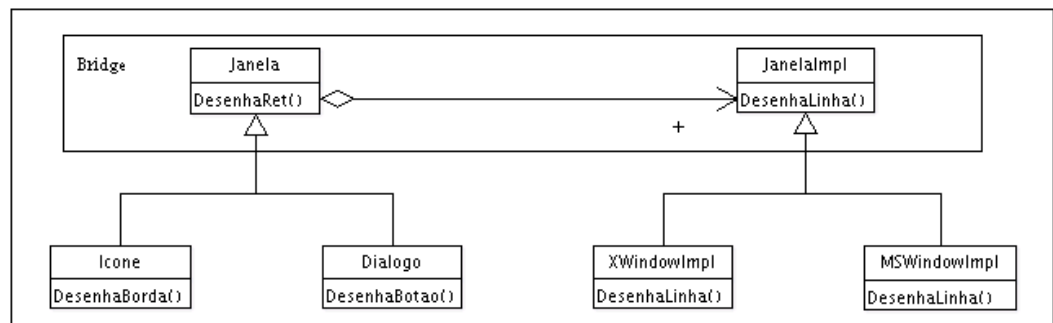 Bridge
Janela
DesenhaRet()
JanelaImpl
DesenhaLinha()
+
Icone
DesenhaBorda()
Dialogo
DesenhaBotao()
XWindowImpl
DesenhaLinha()
MSWindowImpl
DesenhaLinha()